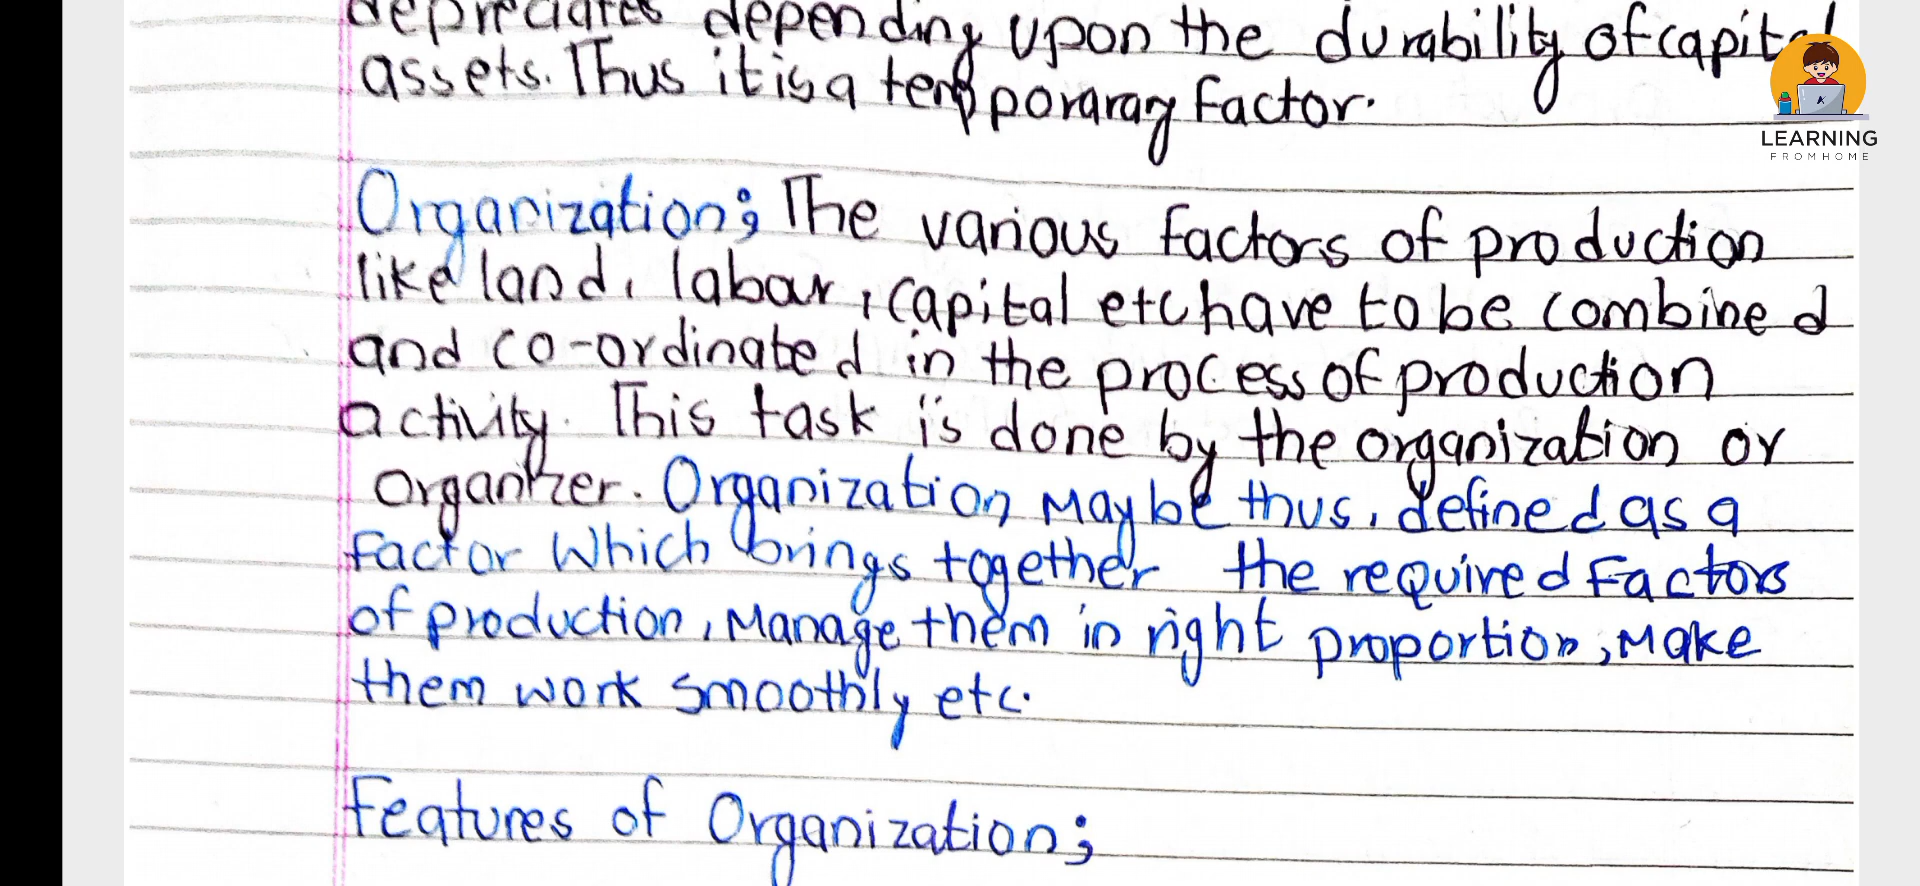 depreciates depending upon the durability of capital
assets. Thus it is a temporaray factor.
LEARNING
FROMHOME
Organization; The various factors of production
like land, labour, capital etc have to be combined
and co-ordinated in the process of production
activity. This task is done by the organization or
organizer. Organization may be thus, defined as a
factor which brings together the required factors
of production, Manage them in right proportion, Make
them work smoothly etc.
Features of Organization;